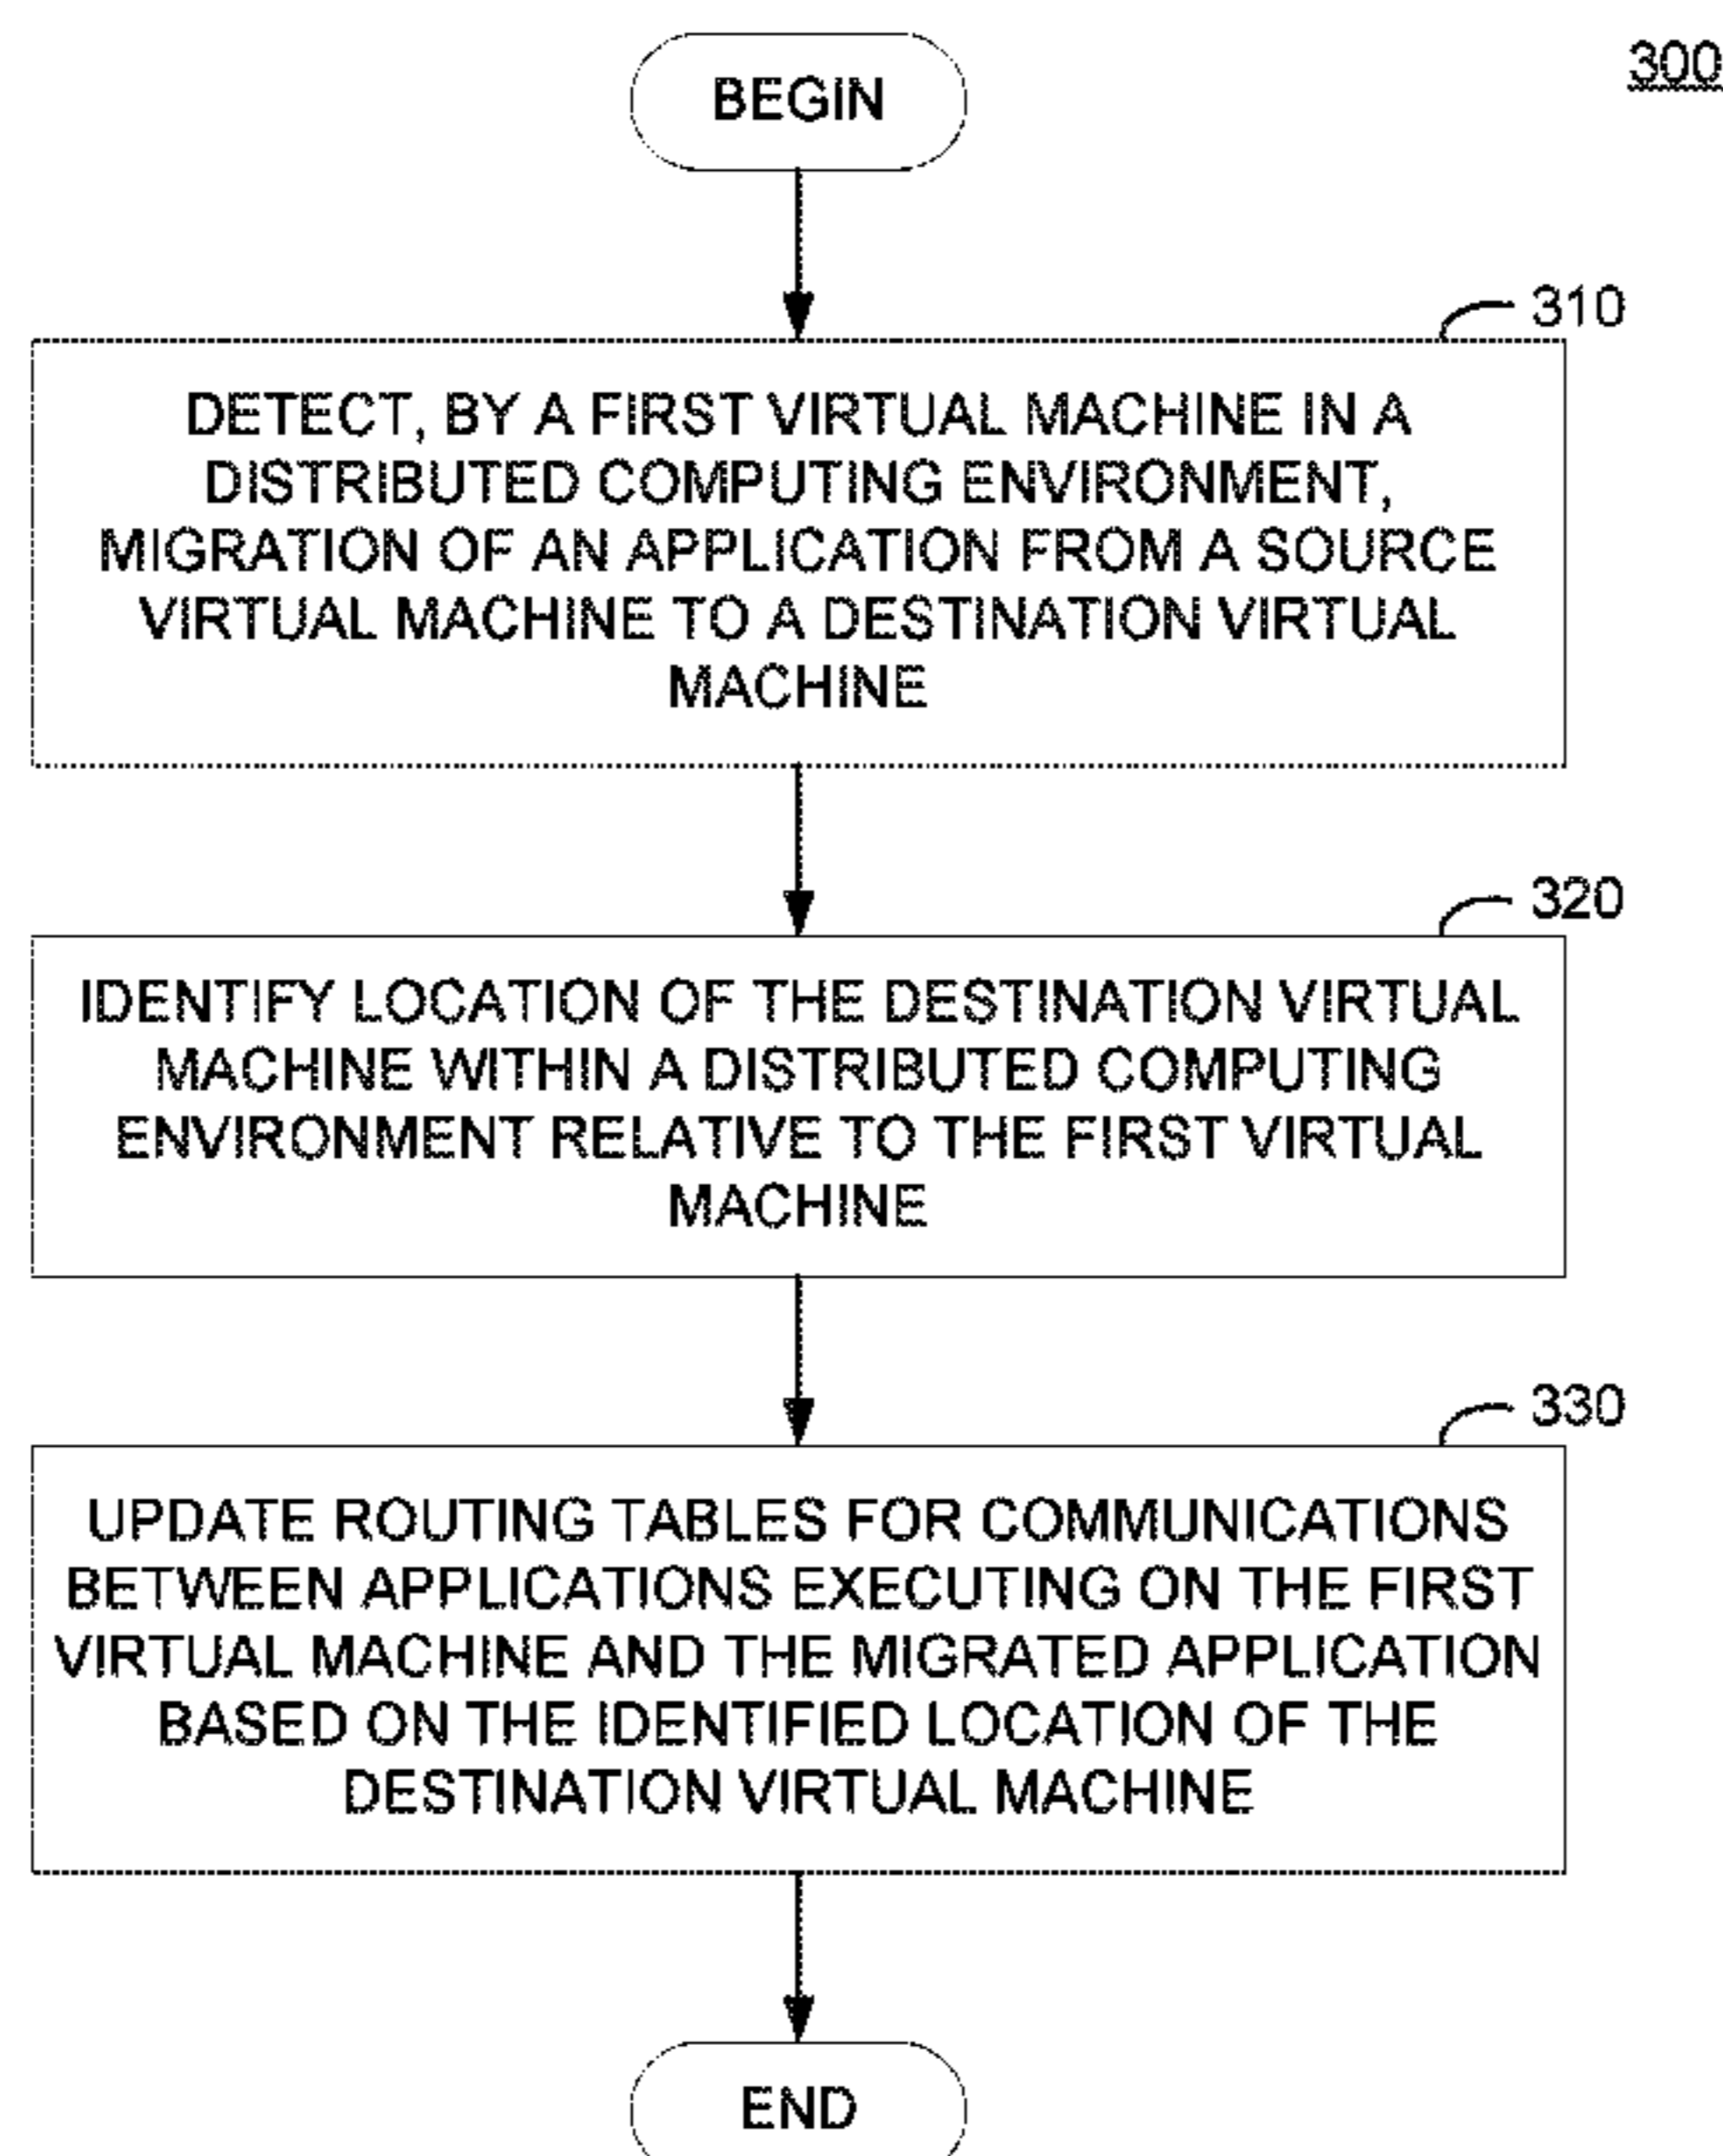 BEGIN
300
310
DETECT, BY A FIRST VIRTUAL MACHINE IN A
DISTRIBUTED COMPUTING ENVIRONMENT,
MIGRATION OF AN APPLICATION FROM A SOURCE
VIRTUAL MACHINE TO A DESTINATION VIRTUAL
MACHINE
320
IDENTIFY LOCATION OF THE DESTINATION VIRTUAL
MACHINE WITHIN A DISTRIBUTED COMPUTING
ENVIRONMENT RELATIVE TO THE FIRST VIRTUAL
MACHINE
330
UPDATE ROUTING TABLES FOR COMMUNICATIONS
BETWEEN APPLICATIONS EXECUTING ON THE FIRST
VIRTUAL MACHINE AND THE MIGRATED APPLICATION
BASED ON THE IDENTIFIED LOCATION OF THE
DESTINATION VIRTUAL MACHINE
END